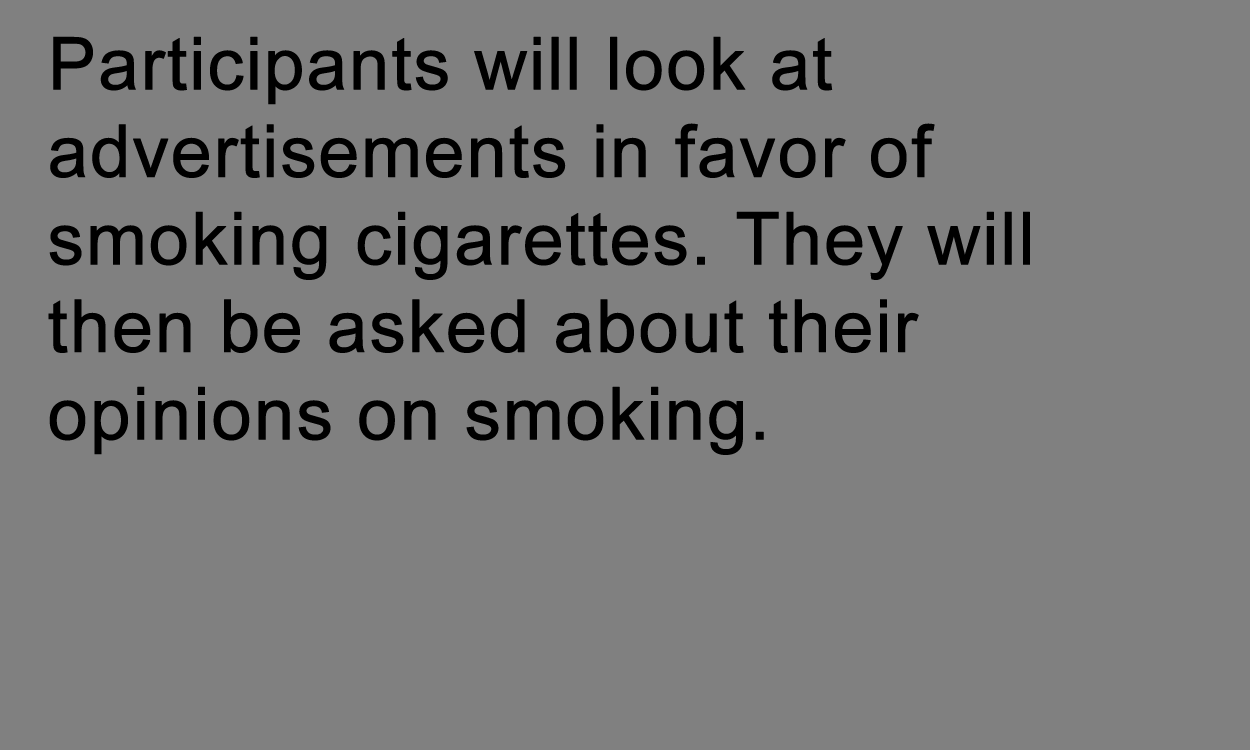 Participants will look at
advertisements in favor of
smoking cigarettes. They will
then be asked about their
opinions on smoking.